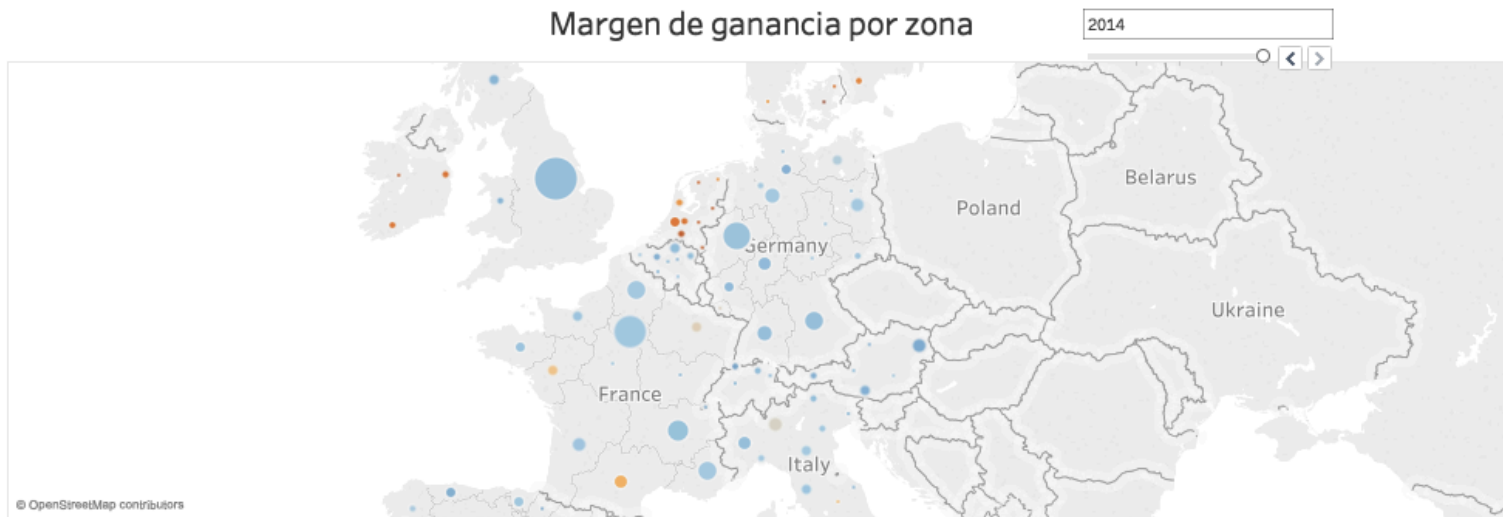 Margen de ganancia por zona
2014
Belarus
Poland
Germany
Ukraine
France
Italy
© OpenStreetMap contributors